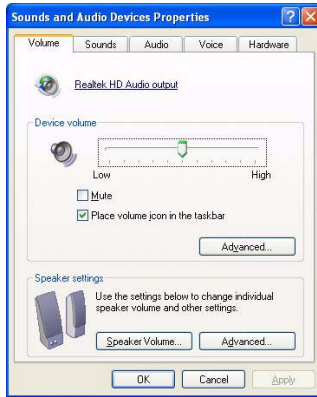 Sounds and Audio Devices Properties
Volume Sounds Audio Voice Hardware
Realtek HD Audio output
Device volume
Low High
Mute
Place volume icon in the taskbar
Advanced...
Speaker settings
Use the settings below to change individual
speaker volume and other settings.
Speaker Volume... Advanced...
OK Cancel Apply